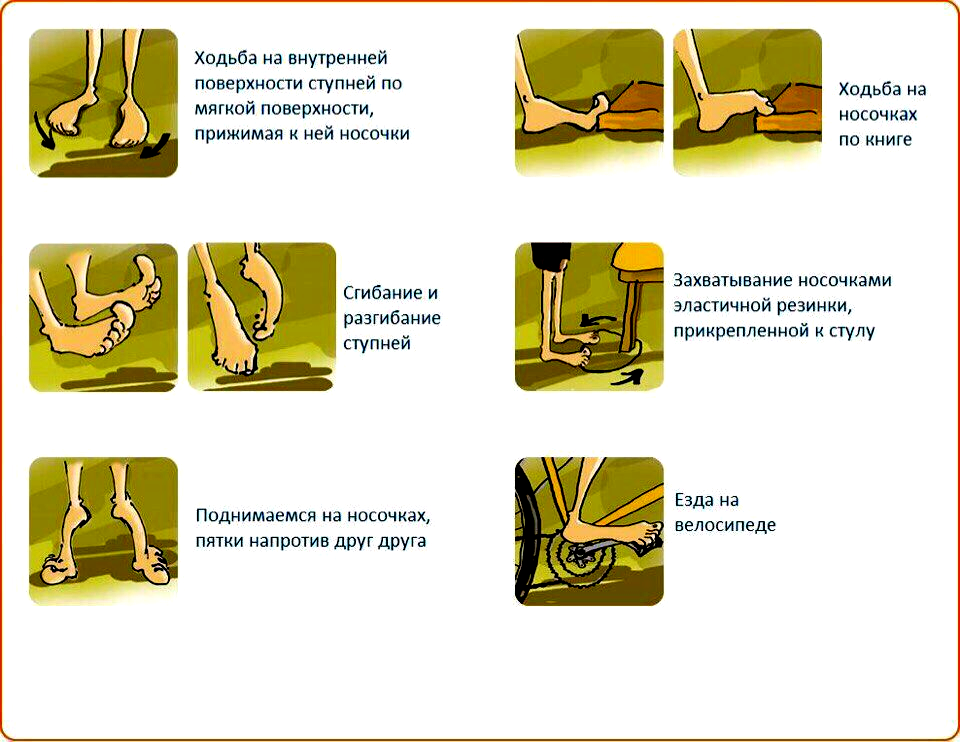 Ходьба на внутренней
поверхности ступней по
мягкой поверхности,
прижимая к ней носочки
Ходьба на
носочках
по книге
Сгибание и
разгибание
ступней
Захватывание носочками
эластичной резинки,
прикрепленной к стулу
Поднимаемся на носочках,
пятки напротив друг друга
Езда на
велосипеде